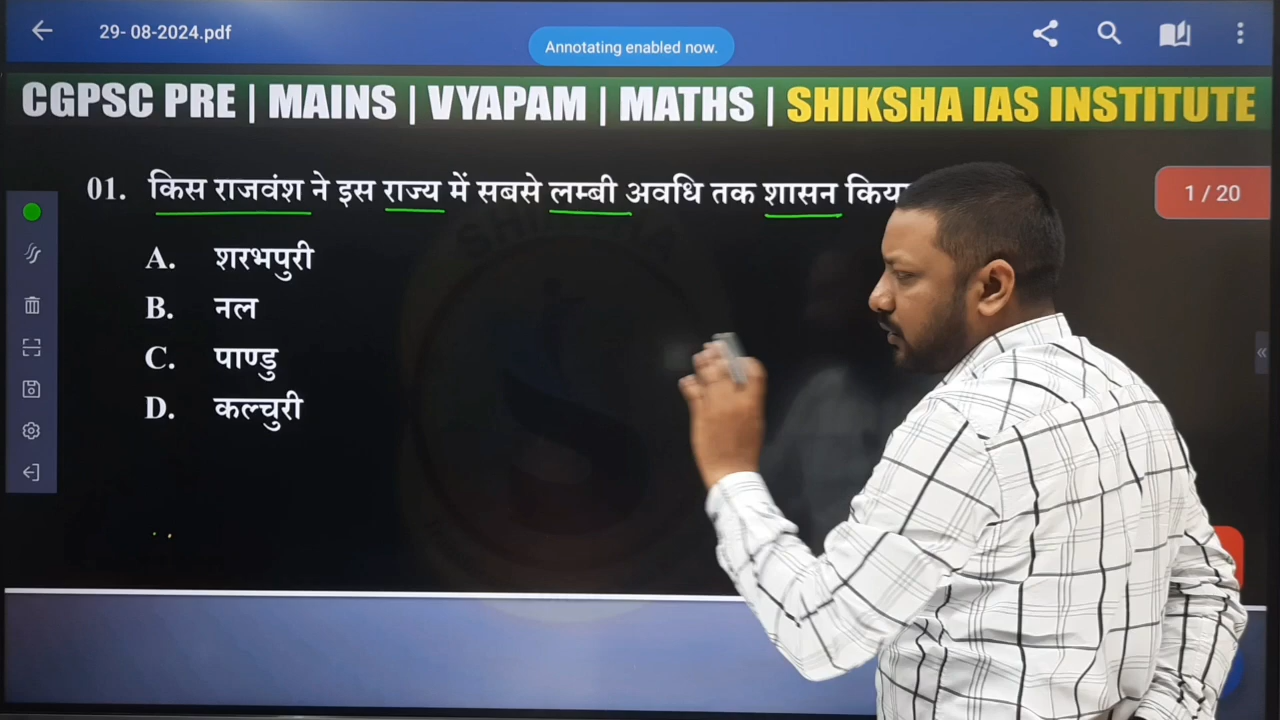 29- 08-2024.pdf
Annotating enabled now.
CGPSC PRE | MAINS | VYAPAM | MATHS | SHIKSHA IAS INSTITUTE
01. किस राजवंश ने इस राज्य में सबसे लम्बी अवधि तक शासन
1 / 20
A. शरभपुरी
B. नल
C. पाण्डु
D. कल्चुरी